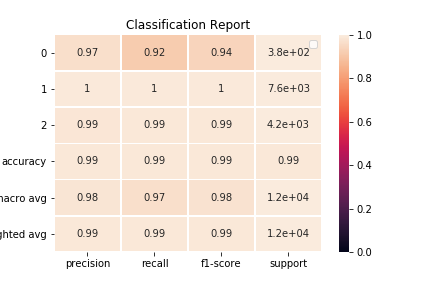 Classification Report
0 0.97 0.92 0.94 3.8e+02
1 1 1 1 7.6e+03
2 0.99 0.99 0.99 4.2e+03
accuracy 0.99 0.99 0.99 0.99
nacro avg 0.98 0.97 0.98 1.2e+04
hted avg 0.99 0.99 0.99 1.2e+04
precision recall f1-score support
1.0
0.8
0.6
0.4
0.2
0.0